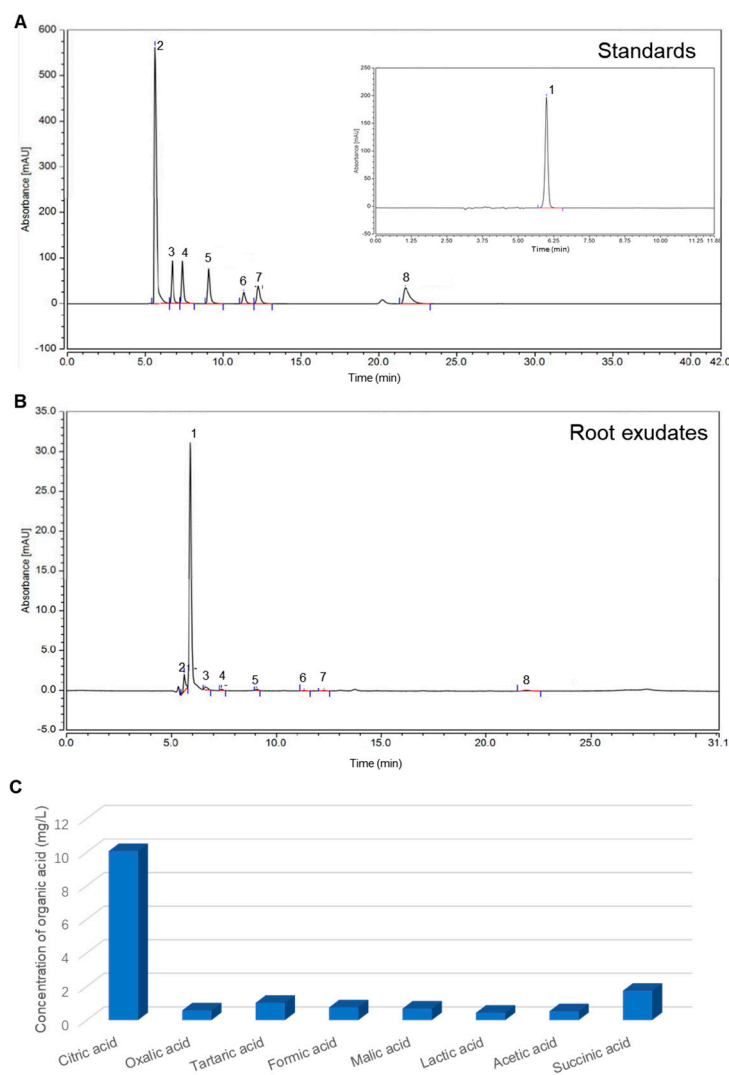 A
Standards
Absorbance [mAU]
600
500
400
300
200
100
0
-100
2
3
4
5
6
7
8
0.0 5.0 10.0 15.0 20.0 25.0 30.0 35.0 40.0 42.0
Time (min)
Absorbance [mAU]
250
200
150
100
50
0
-50
1
0.00 1.25 2.50 3.75 5.00 6.25 7.50 8.75 10.00 11.25
Time (min)
B
Root exudates
Absorbance [mAU]
35.0
30.0
25.0
20.0
15.0
10.0
5.0
0.0
-5.0
1
2
3
4
5
6
7
8
0.0 5.0 10.0 15.0 20.0 25.0 31.1
Time (min)
C
Concentration of organic acid (mg/L)
12
10
8
6
4
2
0
Citric acid
Oxalic acid
Tartaric acid
Formic acid
Malic acid
Lactic acid
Acetic acid
Succinic acid